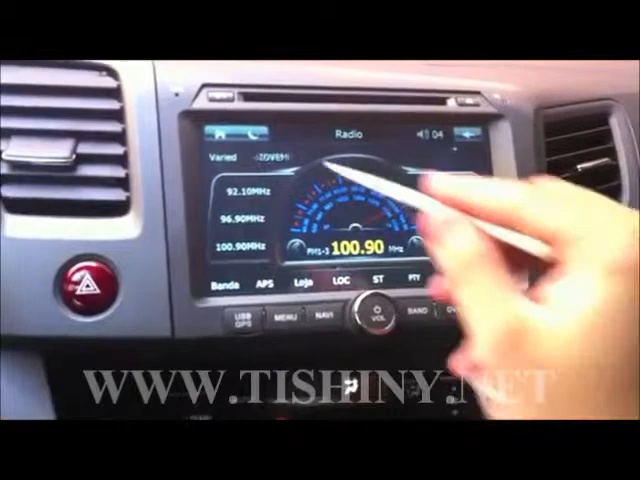 Radio
04
Varied
92.10MHz
96.90MHz
100.90MHz
FM1-3 100.90 MHz
Banda APS Loja LOC ST PTY
USB GPS MENU NAVI VOL BAND
WWW.TISHINY.NET